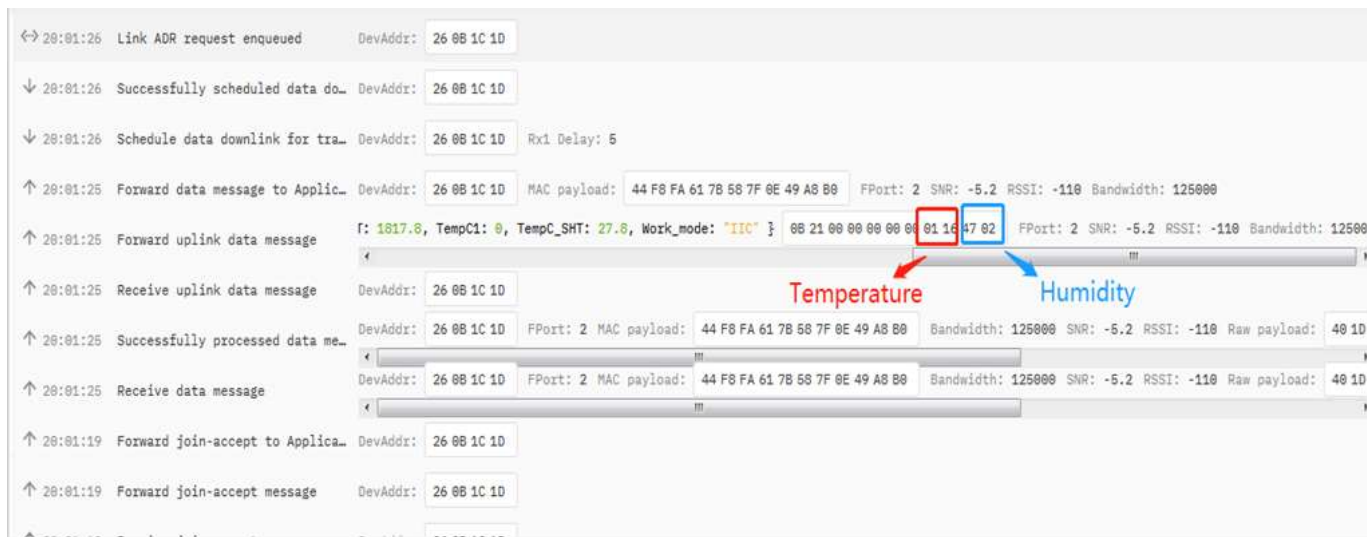 20:01:26 Link ADR request enqueued DevAddr: 26 0B 1C 1D
20:01:26 Successfully scheduled data do… DevAddr: 26 0B 1C 1D
20:01:26 Schedule data downlink for tra… DevAddr: 26 0B 1C 1D Rx1 Delay: 5
20:01:25 Forward data message to Applic… DevAddr: 26 0B 1C 1D MAC payload: 44 F8 FA 61 7B 58 7F 0E 49 A8 B0 FPort: 2 SNR: -5.2 RSSI: -110 Bandwidth: 125000
20:01:25 Forward uplink data message T: 1817.8, TempC1: 0, TempC_SHT: 27.8, Work_mode: "IIC" } 0B 21 00 00 00 00 00 01 16 47 02 FPort: 2 SNR: -5.2 RSSI: -110 Bandwidth: 12500
20:01:25 Receive uplink data message DevAddr: 26 0B 1C 1D
Temperature Humidity
20:01:25 Successfully processed data me… DevAddr: 26 0B 1C 1D FPort: 2 MAC payload: 44 F8 FA 61 7B 58 7F 0E 49 A8 B0 Bandwidth: 125000 SNR: -5.2 RSSI: -110 Raw payload: 40 1D
20:01:25 Receive data message DevAddr: 26 0B 1C 1D FPort: 2 MAC payload: 44 F8 FA 61 7B 58 7F 0E 49 A8 B0 Bandwidth: 125000 SNR: -5.2 RSSI: -110 Raw payload: 40 1D
20:01:19 Forward join-accept to Applica… DevAddr: 26 0B 1C 1D
20:01:19 Forward join-accept message DevAddr: 26 0B 1C 1D